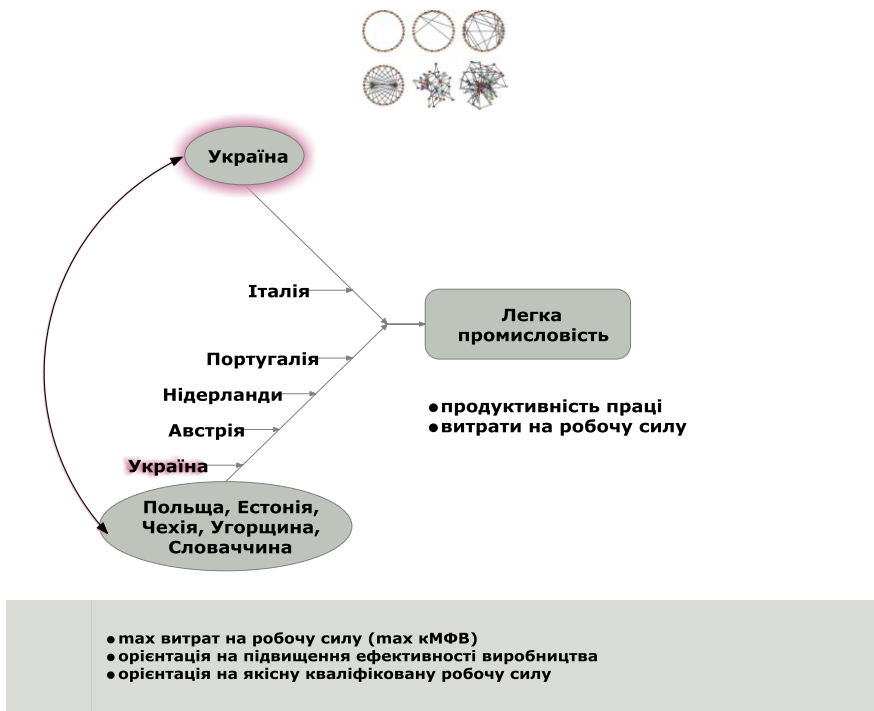 Україна
Італія
Легка
промисловість
Португалія
Нідерланди
Австрія
Україна
●продуктивність праці
●витрати на робочу силу
Польща, Естонія,
Чехія, Угорщина,
Словаччина
●max витрат на робочу силу (max кМФВ)
●орієнтація на підвищення ефективності виробництва
●орієнтація на якісну кваліфіковану робочу силу